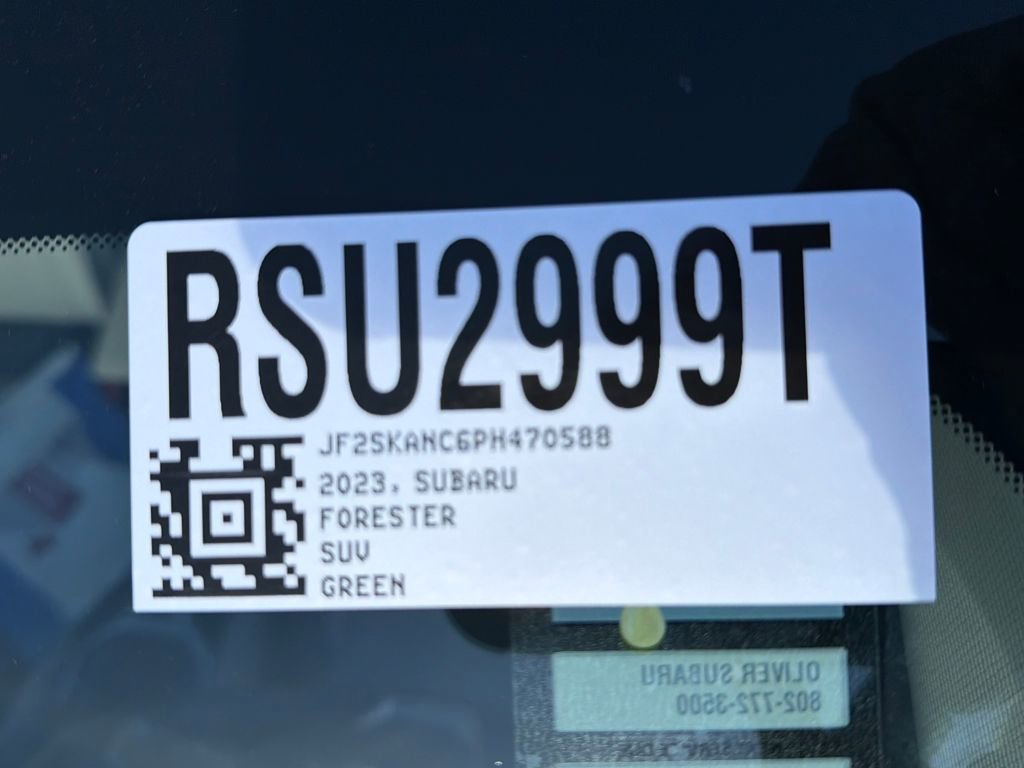 RSU2999T
JF2SKANC6PH470588
2023. SUBARU
FORESTER
SUV
GREEN
OLIVER SUBARU
802-772-3500